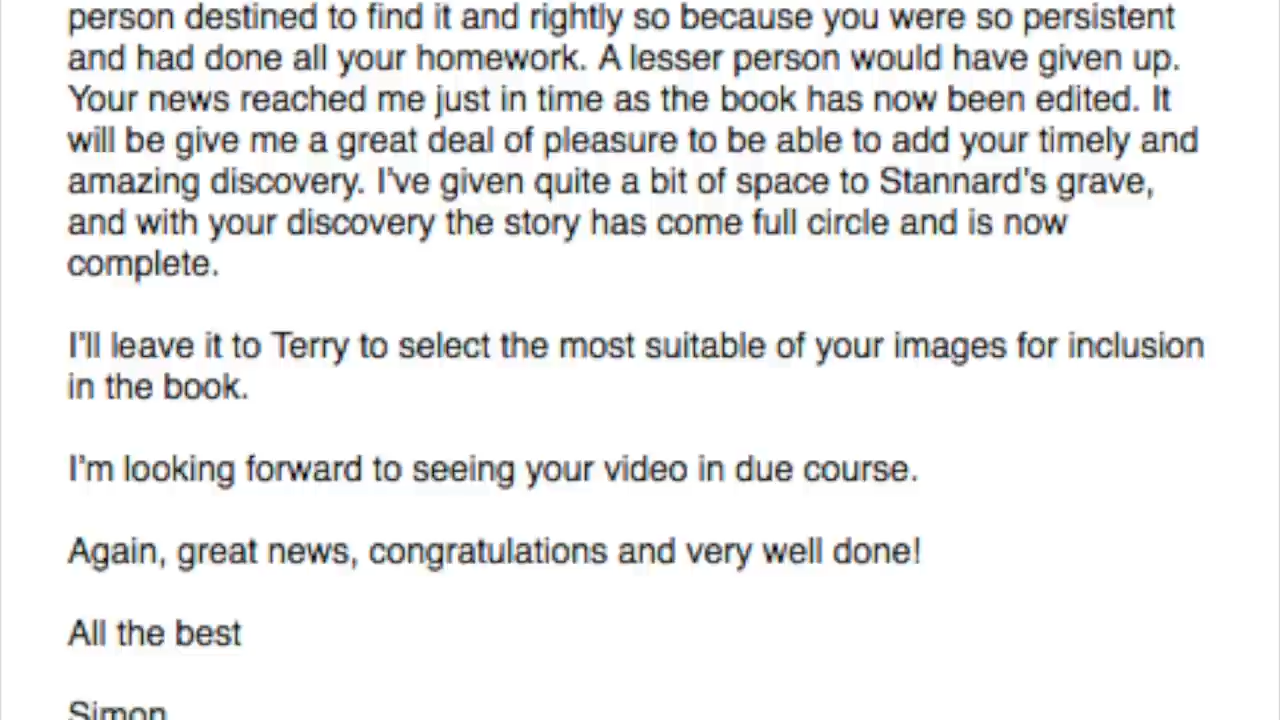 person destined to find it and rightly so because you were so persistent
and had done all your homework. A lesser person would have given up.
Your news reached me just in time as the book has now been edited. It
will be give me a great deal of pleasure to be able to add your timely and
amazing discovery. I've given quite a bit of space to Stannard's grave,
and with your discovery the story has come full circle and is now
complete.
I'll leave it to Terry to select the most suitable of your images for inclusion
in the book.
I'm looking forward to seeing your video in due course.
Again, great news, congratulations and very well done!
All the best
Simon